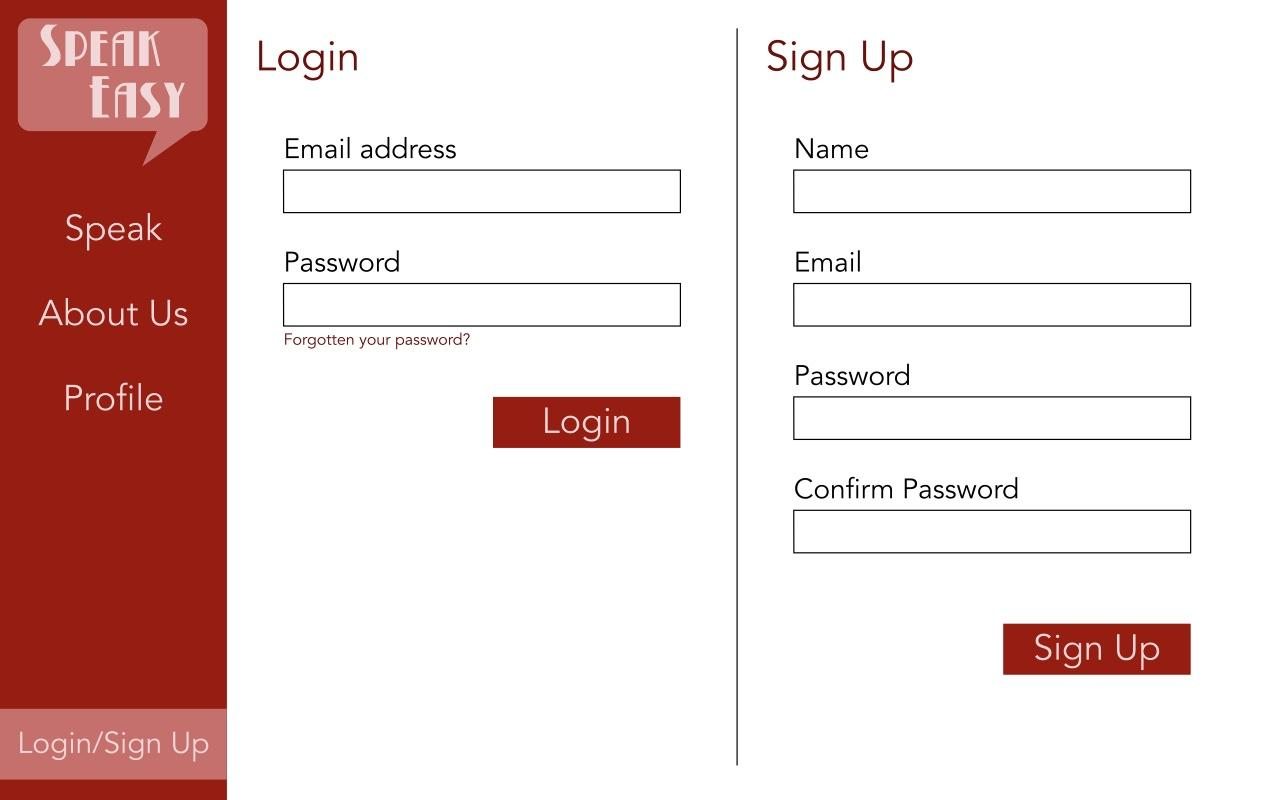 SPEAK
EASY
Speak
About Us
Profile
Login/Sign Up
Login
Email address
Password
Forgotten your password?
Login
Sign Up
Name
Email
Password
Confirm Password
Sign Up